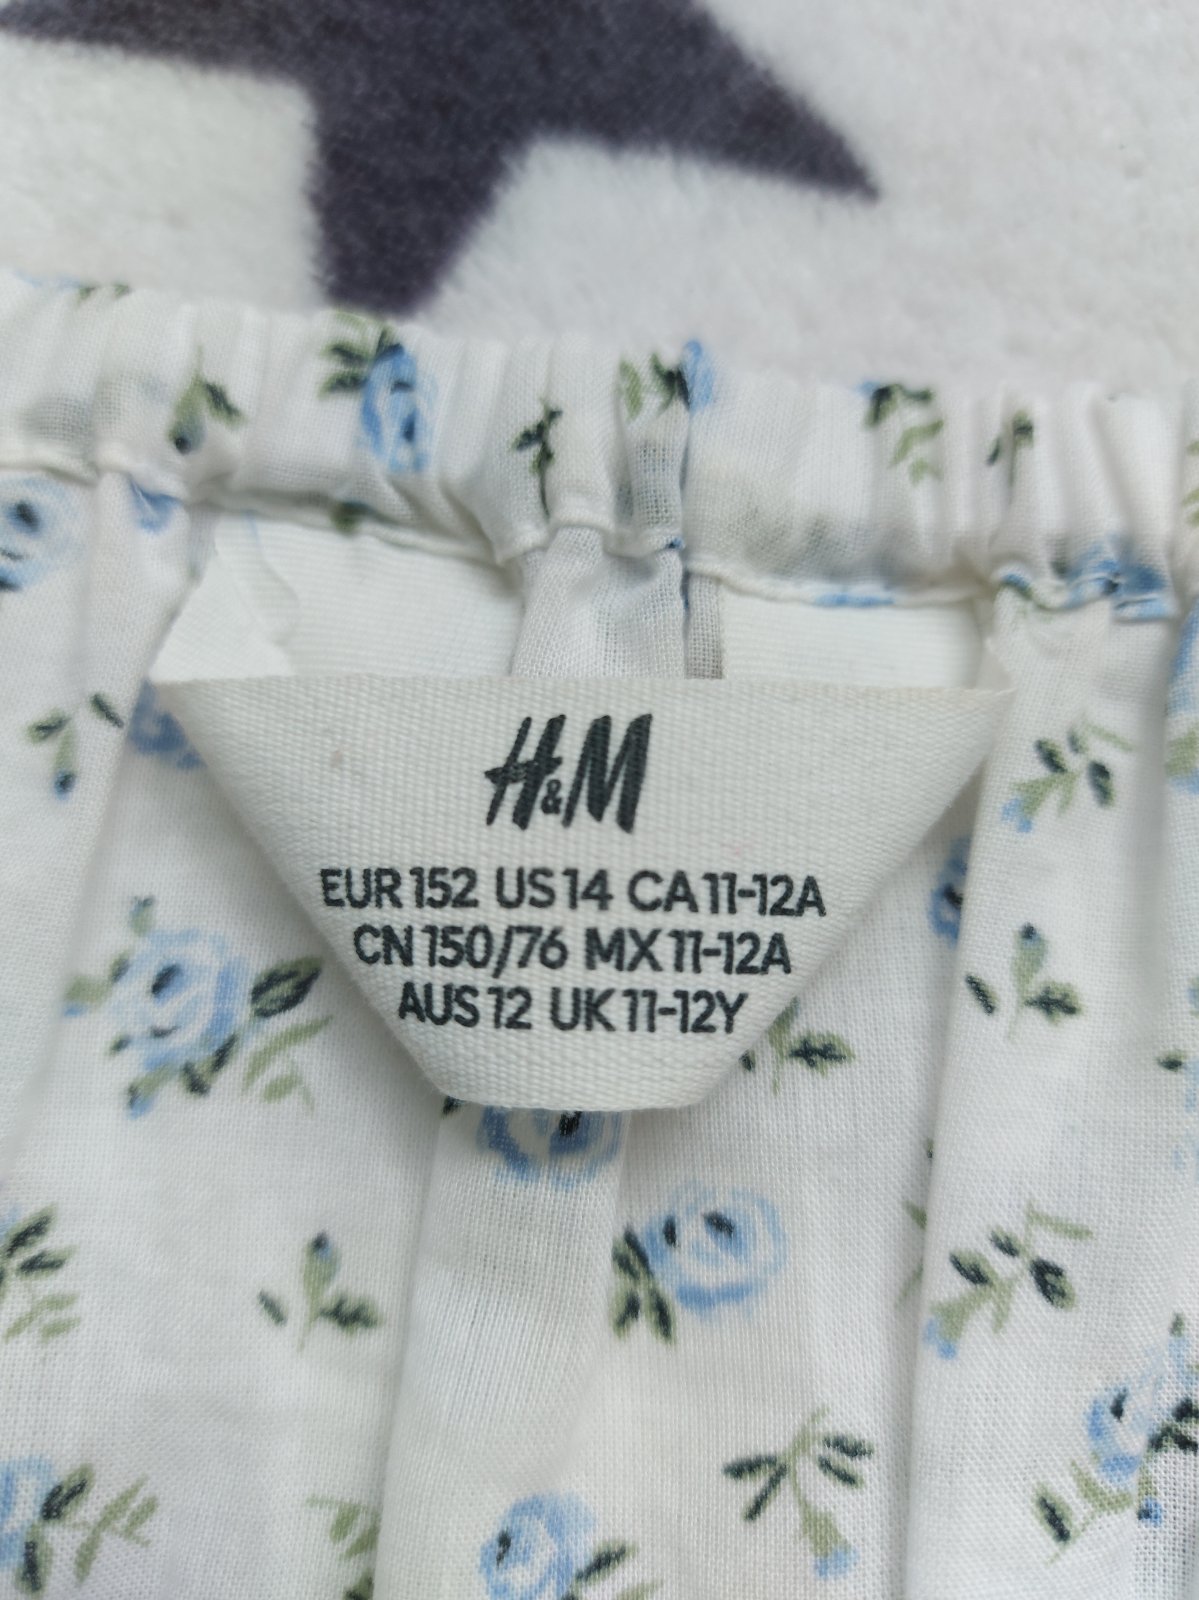 H&M
EUR 152 US 14 CA 11-12A
CN 150/76 MX 11-12A
AUS 12 UK 11-12Y